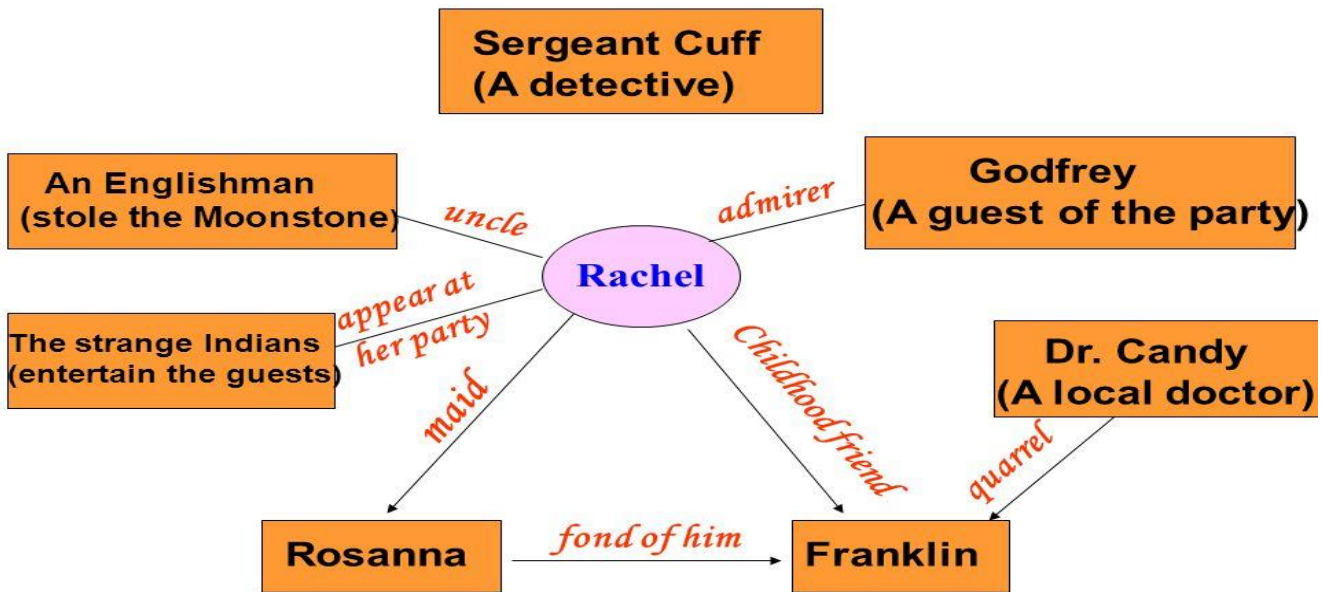 Sergeant Cuff
(A detective)
An Englishman
(stole the Moonstone)
uncle
admirer
Godfrey
(A guest of the party)
Rachel
The strange Indians
(entertain the guests)
appear at
her party
maid
Childhood friend
Dr. Candy
(A local doctor)
quarrel
Rosanna
fond of him
Franklin